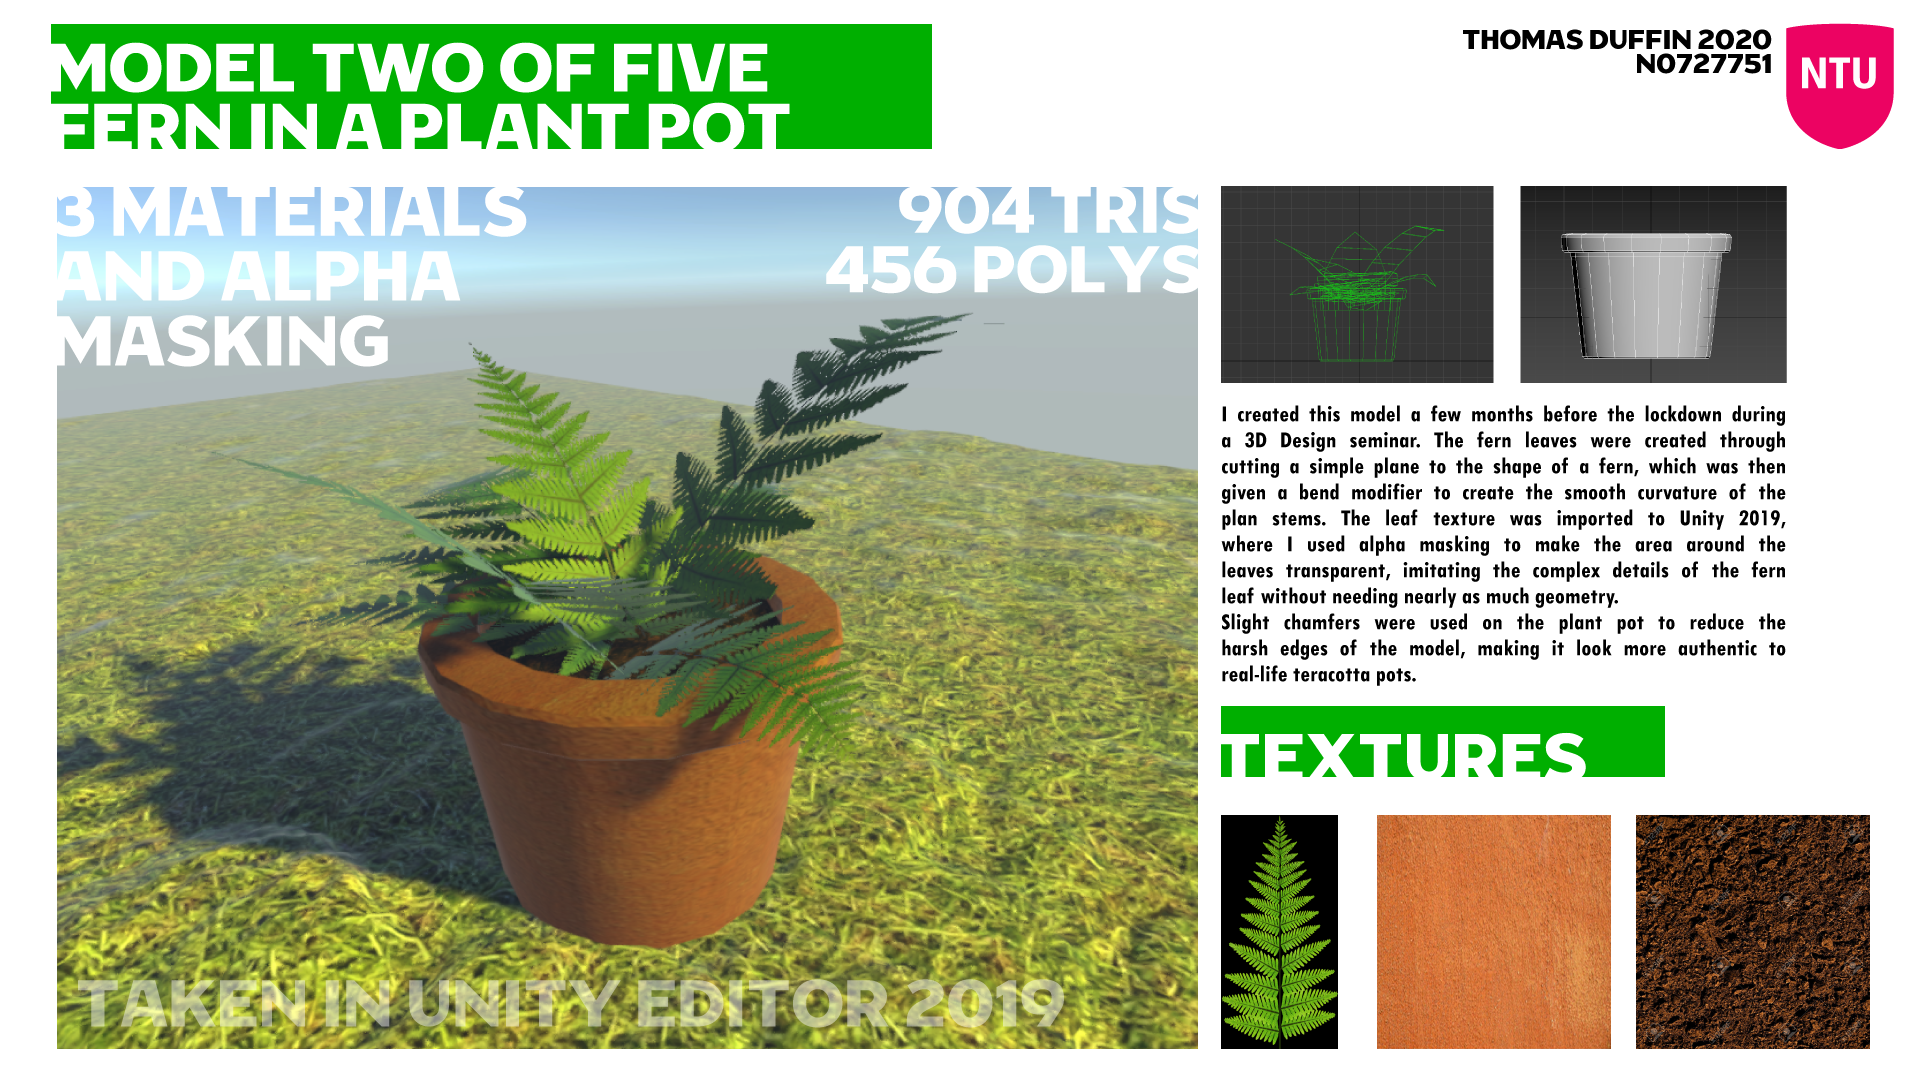 MODEL TWO OF FIVE
FERN IN A PLANT POT
THOMAS DUFFIN 2020
N0727751
NTU
3 MATERIALS
AND ALPHA
MASKING
904 TRIS
456 POLYS
I created this model a few months before the lockdown during
a 3D Design seminar. The fern leaves were created through
cutting a simple plane to the shape of a fern, which was then
given a bend modifier to create the smooth curvature of the
plan stems. The leaf texture was imported to Unity 2019,
where I used alpha masking to make the area around the
leaves transparent, imitating the complex details of the fern
leaf without needing nearly as much geometry.
Slight chamfers were used on the plant pot to reduce the
harsh edges of the model, making it look more authentic to
real-life teracotta pots.
TEXTURES
TAKEN IN UNITY EDITOR 2019